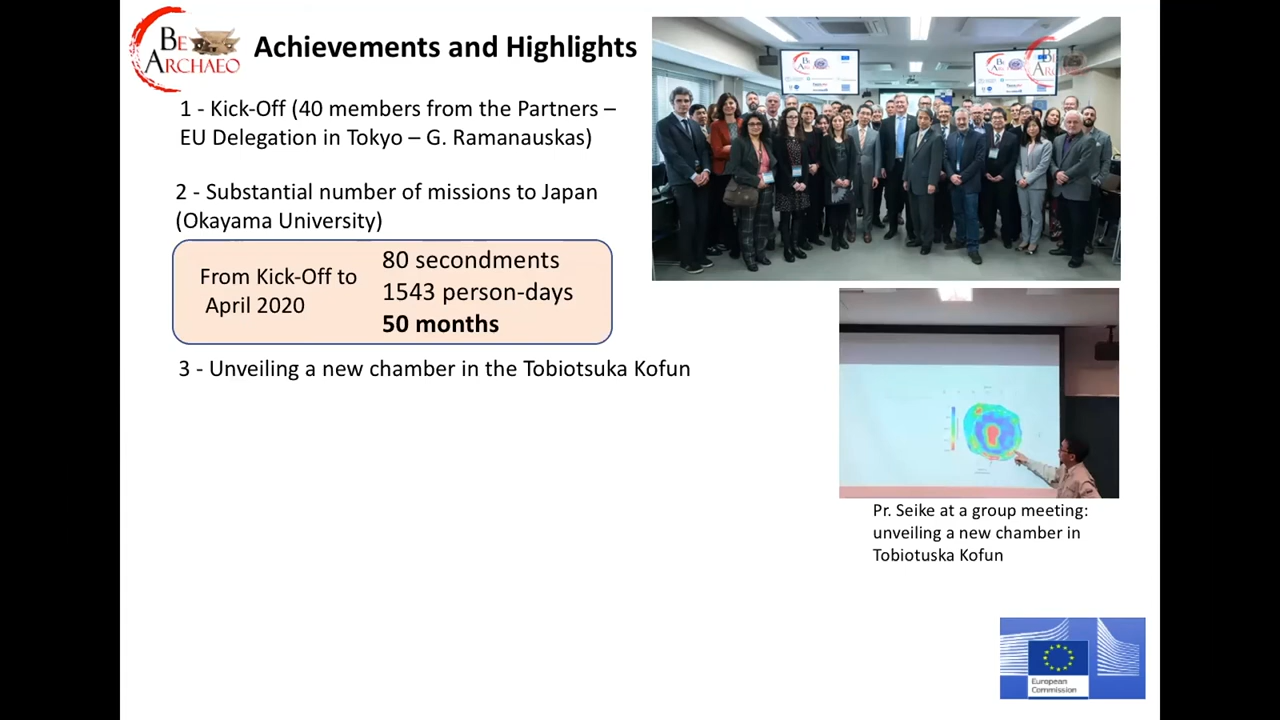 BE ARCHAEO
Achievements and Highlights
1 - Kick-Off (40 members from the Partners –
EU Delegation in Tokyo – G. Ramanauskas)
2 - Substantial number of missions to Japan
(Okayama University)
From Kick-Off to
April 2020
80 secondments
1543 person-days
50 months
3 - Unveiling a new chamber in the Tobiotsuka Kofun
Pr. Seike at a group meeting:
unveiling a new chamber in
Tobiotuska Kofun
European
Commission